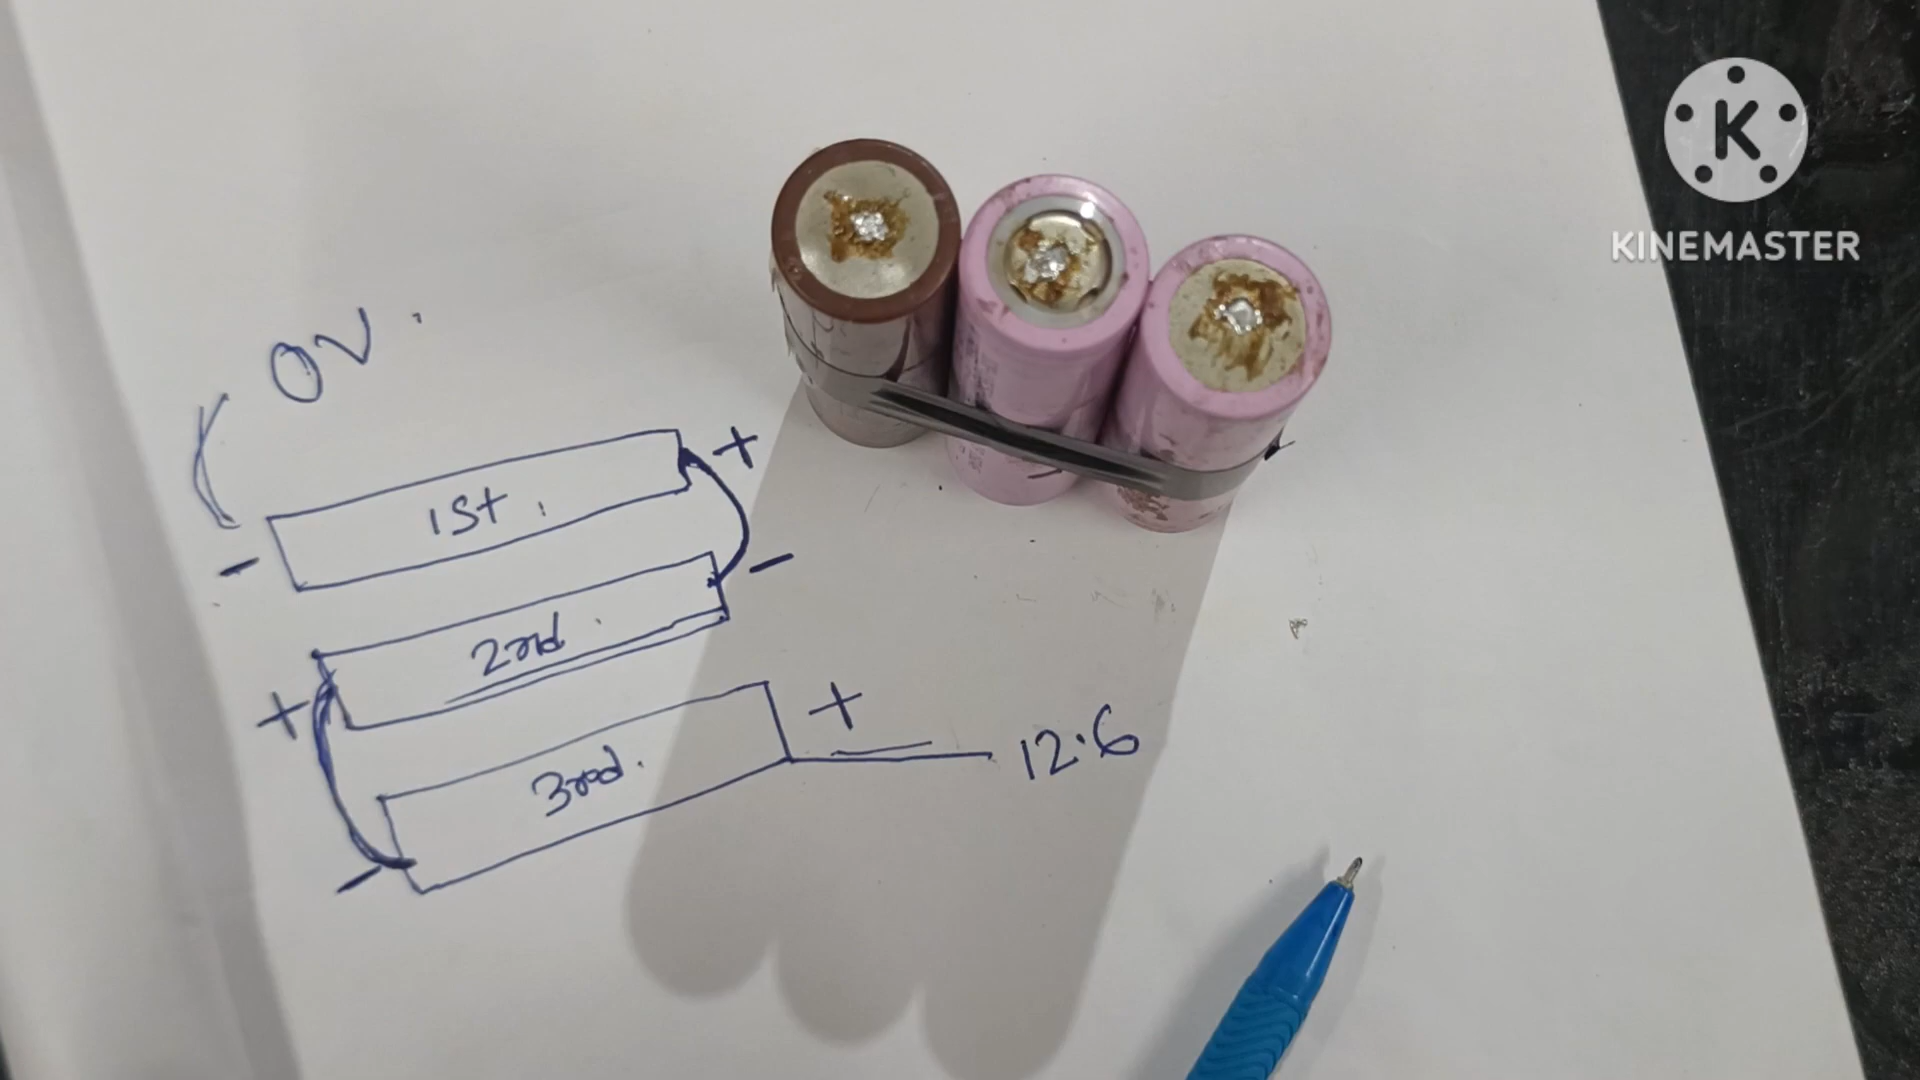 0V.
+
1st.
-
-
2nd.
+
+
3rd.
12.6
-
K
KINEMASTER